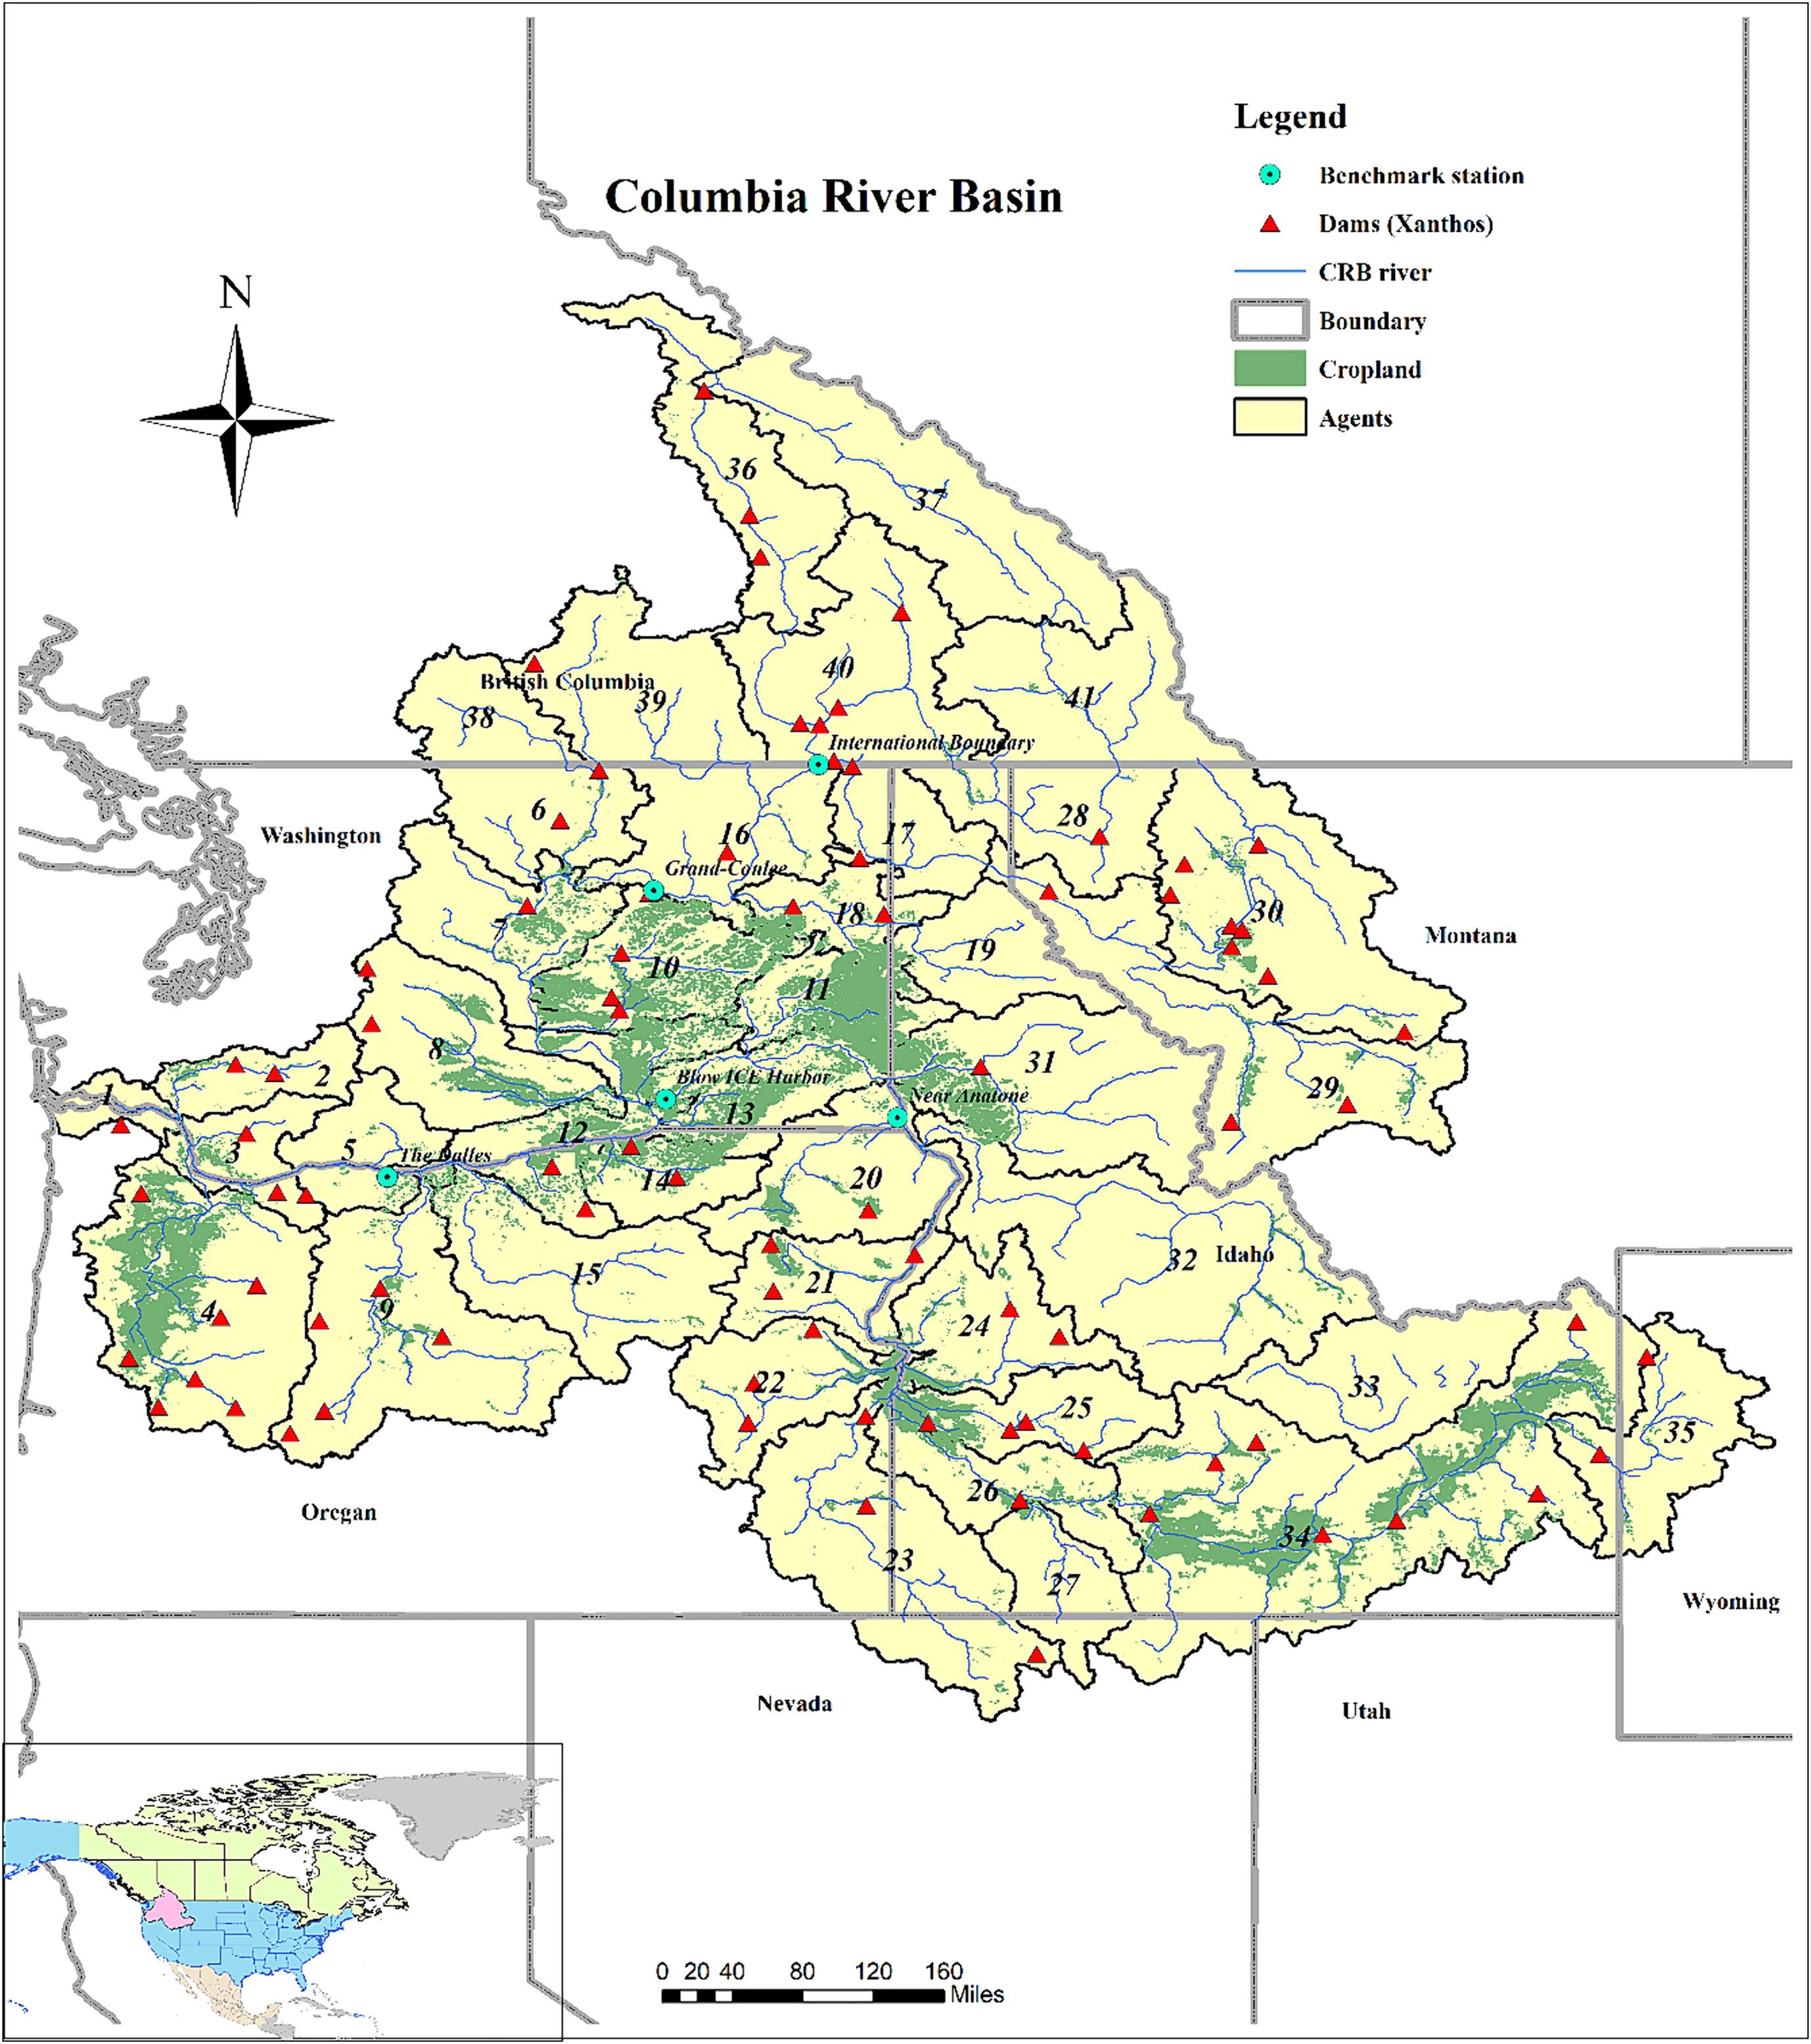 Legend
Benchmark station
Columbia River Basin
Dams (Xanthos)
CRB river
N
Boundary
Cropland
Agents
36
37
40
British Columbia
39
41
38
International Boundary
6
28
Washington
16
17
Grand-Coulee
30
18
7
Montana
19
10
11
8
31
2
Blow ICE Harbor
29
1
Near Anatone
13
12
3
5
The Dalles
14
20
Idaho
32
15
21
4
9
24
22
33
25
35
26
Oregan
34
23
27
Wyoming
Nevada
Utah
0 20 40 80 120 160
Miles